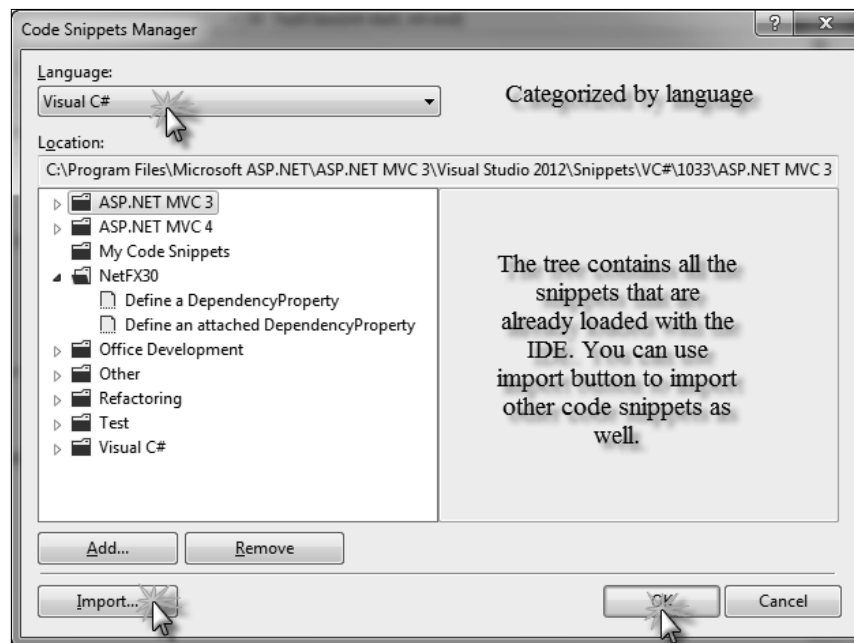 Code Snippets Manager
?
x
Language:
Visual C#
Categorized by language
Location:
C:\Program Files\Microsoft ASP.NET\ASP.NET MVC 3\Visual Studio 2012\Snippets\VC#\1033\ASP.NET MVC 3
ASP.NET MVC 3
ASP.NET MVC 4
My Code Snippets
NetFX30
Define a DependencyProperty
Define an attached DependencyProperty
Office Development
Other
Refactoring
Test
Visual C#
The tree contains all the
snippets that are
already loaded with the
IDE. You can use
import button to import
other code snippets as
well.
Add...
Remove
Import...
OK
Cancel